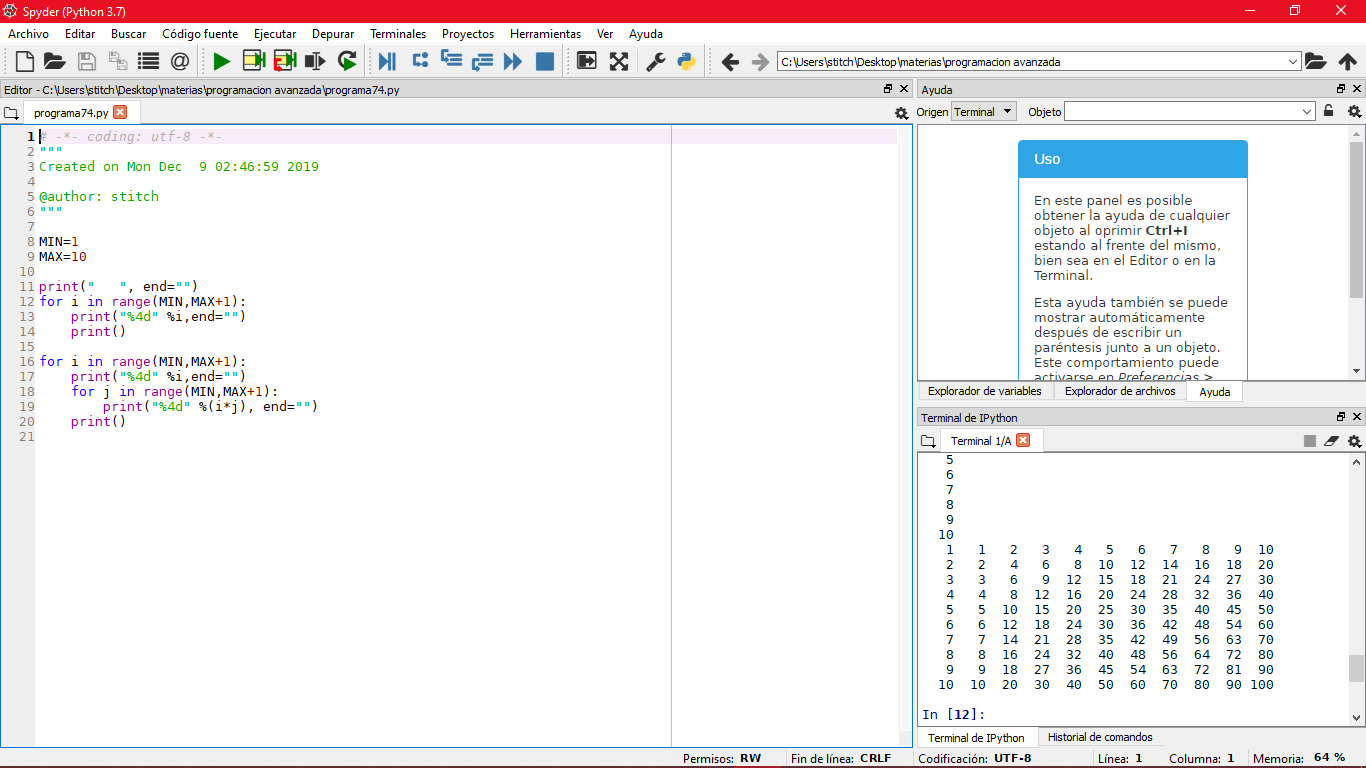 Spyder (Python 3.7)
Archivo Editar Buscar Código fuente Ejecutar Depurar Terminales Proyectos Herramientas Ver Ayuda
C:\Users\stitch\Desktop\materias\programacion avanzada
Editor - C:\Users\stitch\Desktop\materias\programacion avanzada\programa74.py
programa74.py
1 # -*- coding: utf-8 -*-
2 """
3 Created on Mon Dec  9 02:46:59 2019
4
5 @author: stitch
6 """
7
8 MIN=1
9 MAX=10
10
11 print("   ", end="")
12 for i in range(MIN,MAX+1):
13     print("%4d" %i,end="")
14     print()
15
16 for i in range(MIN,MAX+1):
17     print("%4d" %i,end="")
18     for j in range(MIN,MAX+1):
19         print("%4d" %(i*j), end="")
20     print()
21
Ayuda
Origen Terminal Objeto
Uso
En este panel es posible
obtener la ayuda de cualquier
objeto al oprimir Ctrl+I
estando al frente del mismo,
bien sea en el Editor o en la
Terminal.
Esta ayuda también se puede
mostrar automáticamente
después de escribir un
paréntesis junto a un objeto.
Este comportamiento puede
activarse en Preferencias >
Explorador de variables Explorador de archivos Ayuda
Terminal de IPython
Terminal 1/A
5
6
7
8
9
10
1 1 2 3 4 5 6 7 8 9 10
2 2 4 6 8 10 12 14 16 18 20
3 3 6 9 12 15 18 21 24 27 30
4 4 8 12 16 20 24 28 32 36 40
5 5 10 15 20 25 30 35 40 45 50
6 6 12 18 24 30 36 42 48 54 60
7 7 14 21 28 35 42 49 56 63 70
8 8 16 24 32 40 48 56 64 72 80
9 9 18 27 36 45 54 63 72 81 90
10 10 20 30 40 50 60 70 80 90 100
In [12]:
Terminal de IPython Historial de comandos
Permisos: RW Fin de línea: CRLF Codificación: UTF-8 Línea: 1 Columna: 1 Memoria: 64 %